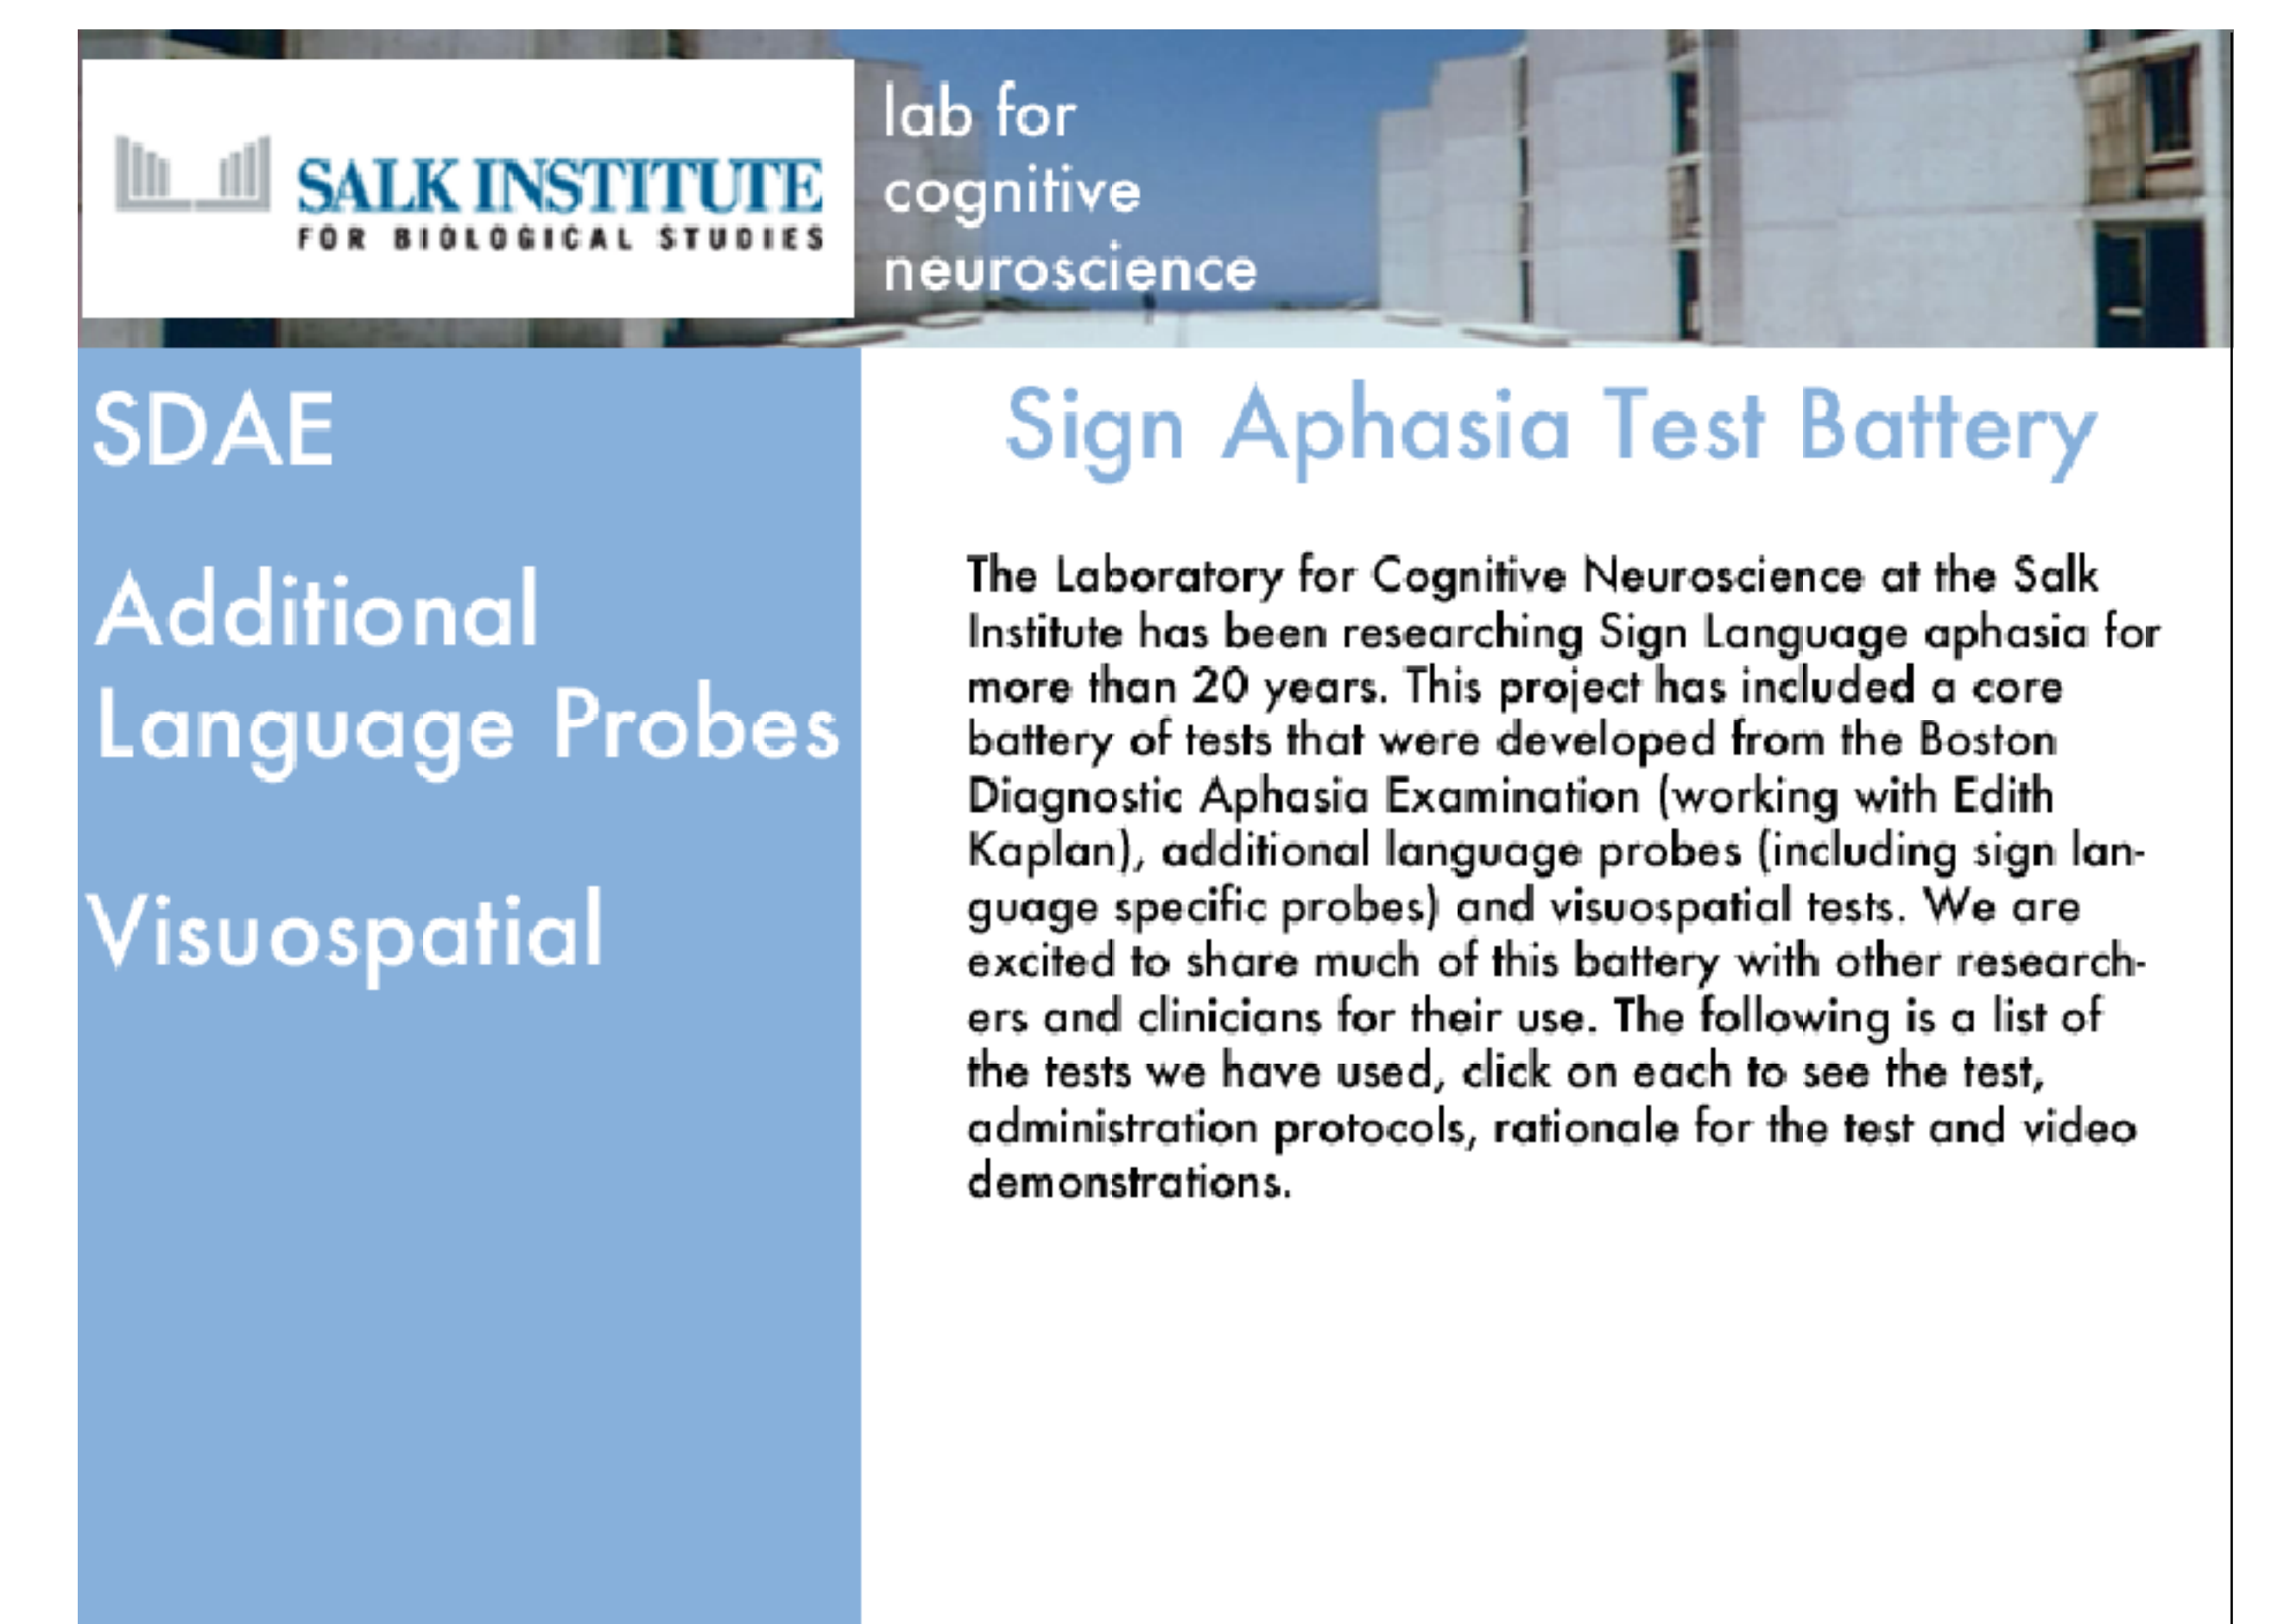 SALK INSTITUTE
FOR BIOLOGICAL STUDIES
lab for
cognitive
neuroscience
SDAE
Additional
Language Probes
Visuospatial
Sign Aphasia Test Battery
The Laboratory for Cognitive Neuroscience at the Salk
Institute has been researching Sign Language aphasia for
more than 20 years. This project has included a core
battery of tests that were developed from the Boston
Diagnostic Aphasia Examination (working with Edith
Kaplan), additional language probes (including sign lan-
guage specific probes) and visuospatial tests. We are
excited to share much of this battery with other research-
ers and clinicians for their use. The following is a list of
the tests we have used, click on each to see the test,
administration protocols, rationale for the test and video
demonstrations.